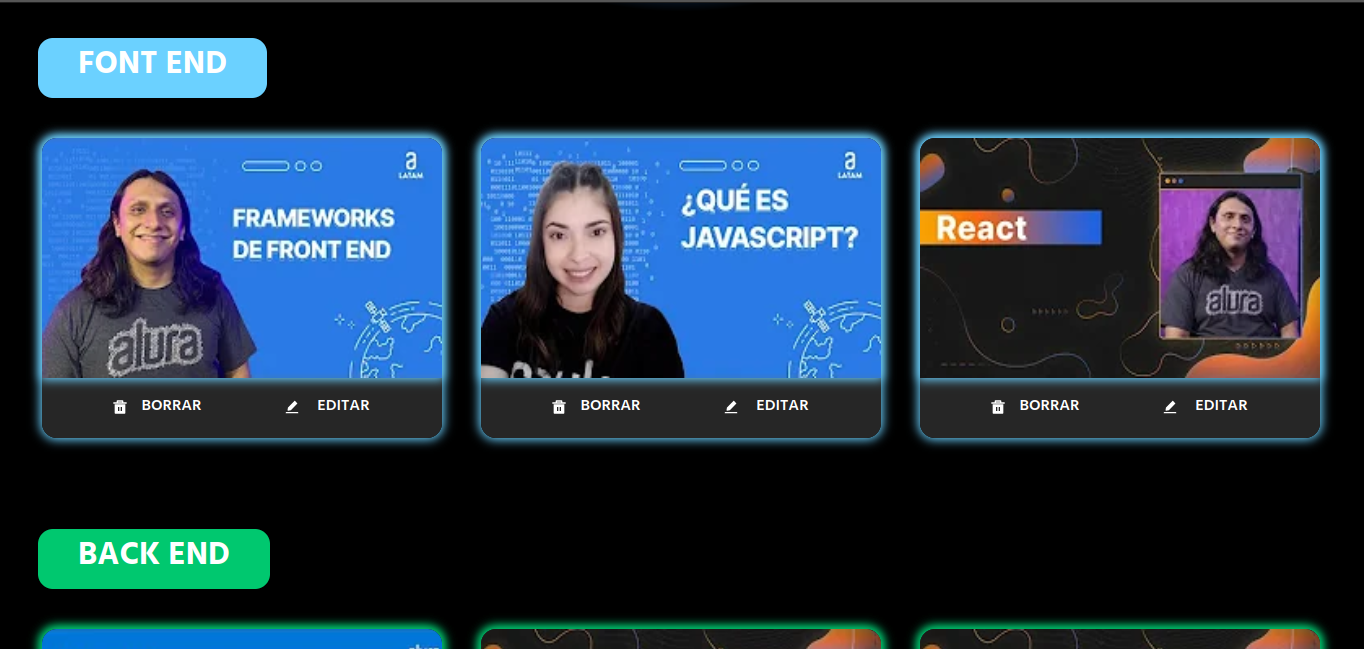 FONT END
a
LATAM
FRAMEWORKS
DE FRONT END
alura
a
LATAM
¿QUÉ ES
JAVASCRIPT?
React
alura
BORRAR EDITAR
BORRAR EDITAR
BORRAR EDITAR
BACK END